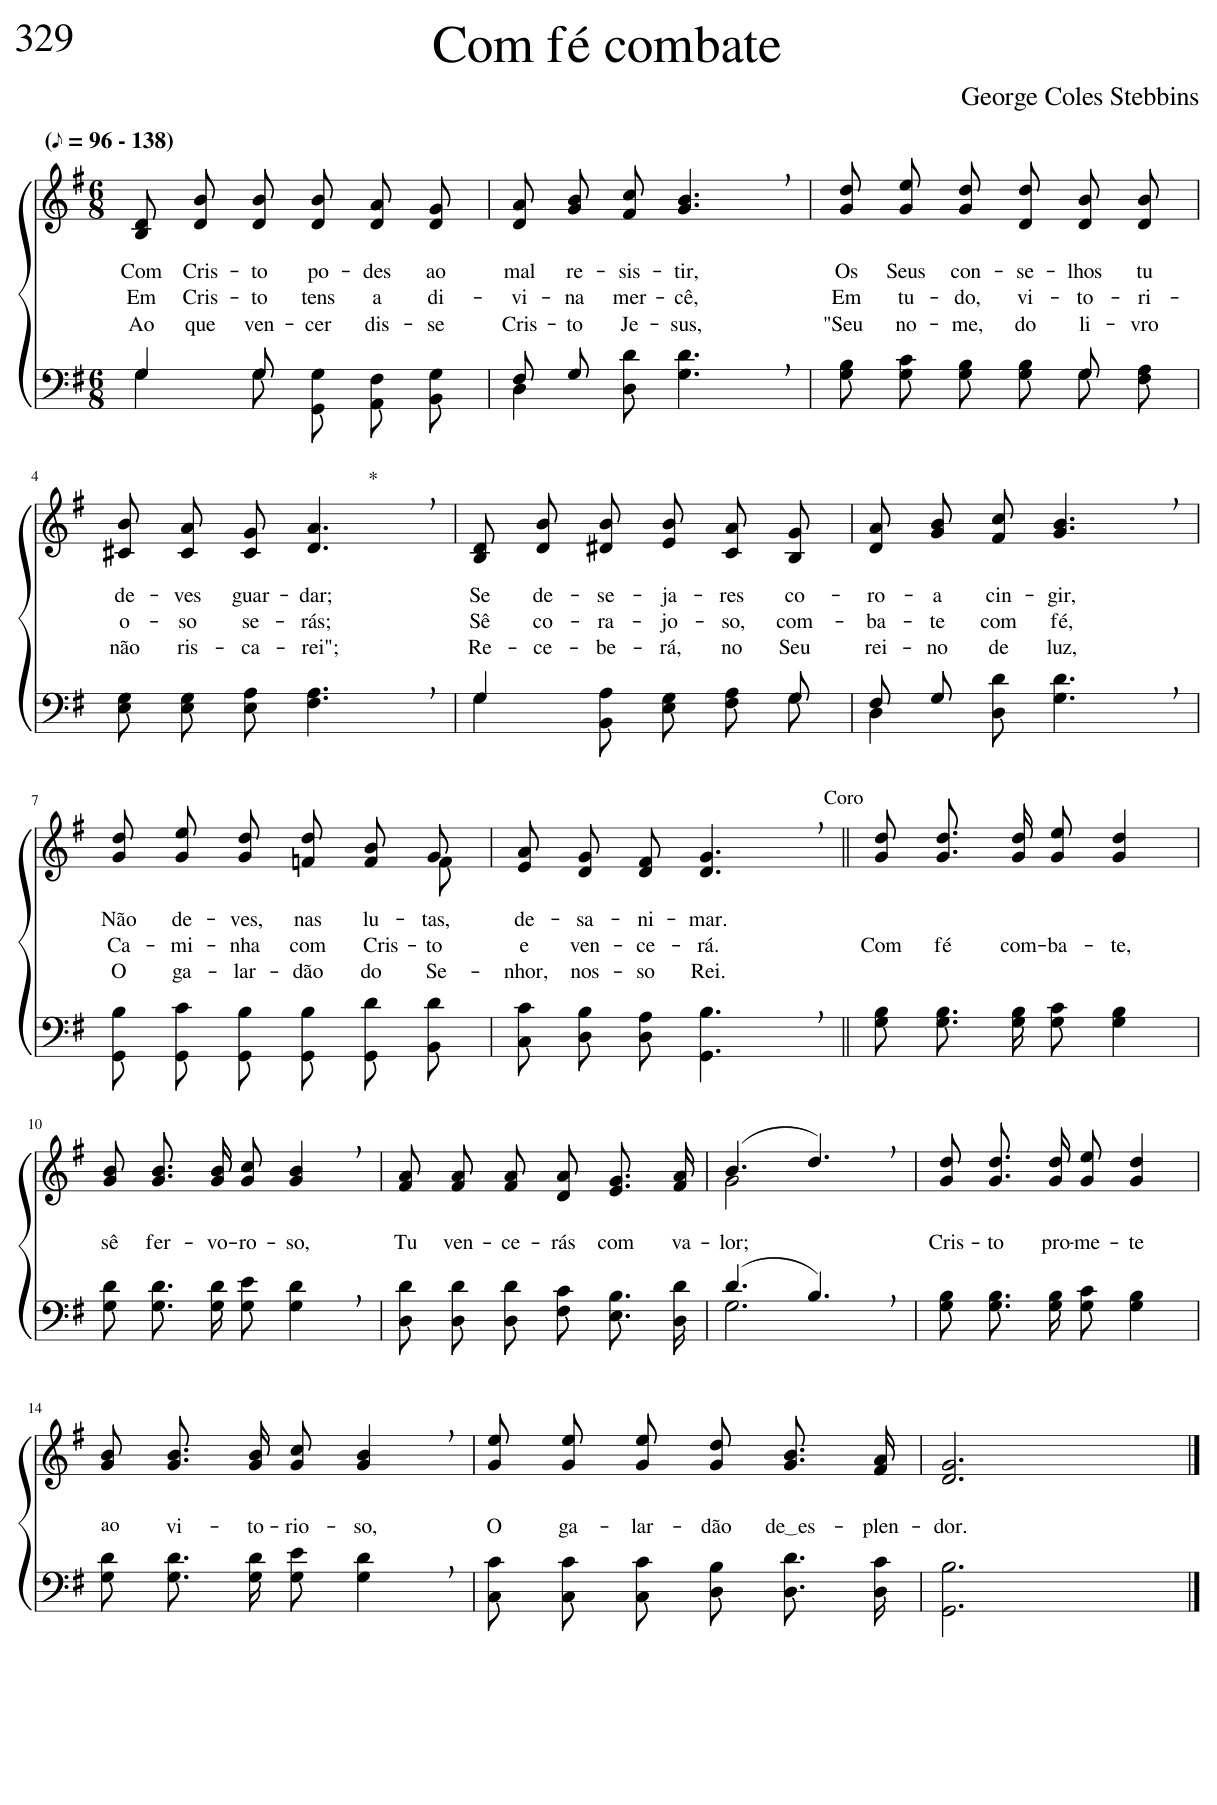 329
Com fé combate
George Coles Stebbins
(♪ = 96 - 138)
Com Cris - to po - des ao mal re - sis - tir, Os Seus con - se - lhos tu
Em Cris - to tens a di - vi - na mer - cê, Em tu - do, vi - to - ri -
Ao que ven - cer dis - se Cris - to Je - sus, "Seu no - me, do li - vro
4
*
de - ves guar - dar; Se de - se - ja - res co - ro - a cin - gir,
o - so se - rás; Sê co - ra - jo - so, com - ba - te com fé,
não ris - ca - rei"; Re - ce - be - rá, no Seu rei - no de luz,
7
Coro
Não de - ves, nas lu - tas, de - sa - ni - mar.
Ca - mi - nha com Cris - to e ven - ce - rá. Com fé com - ba - te,
O ga - lar - dão do Se - nhor, nos - so Rei.
10
sê fer - vo - ro - so, Tu ven - ce - rás com va - lor; Cris - to pro - me - te
14
ao vi - to - rio - so, O ga - lar - dão de‿es - plen - dor.